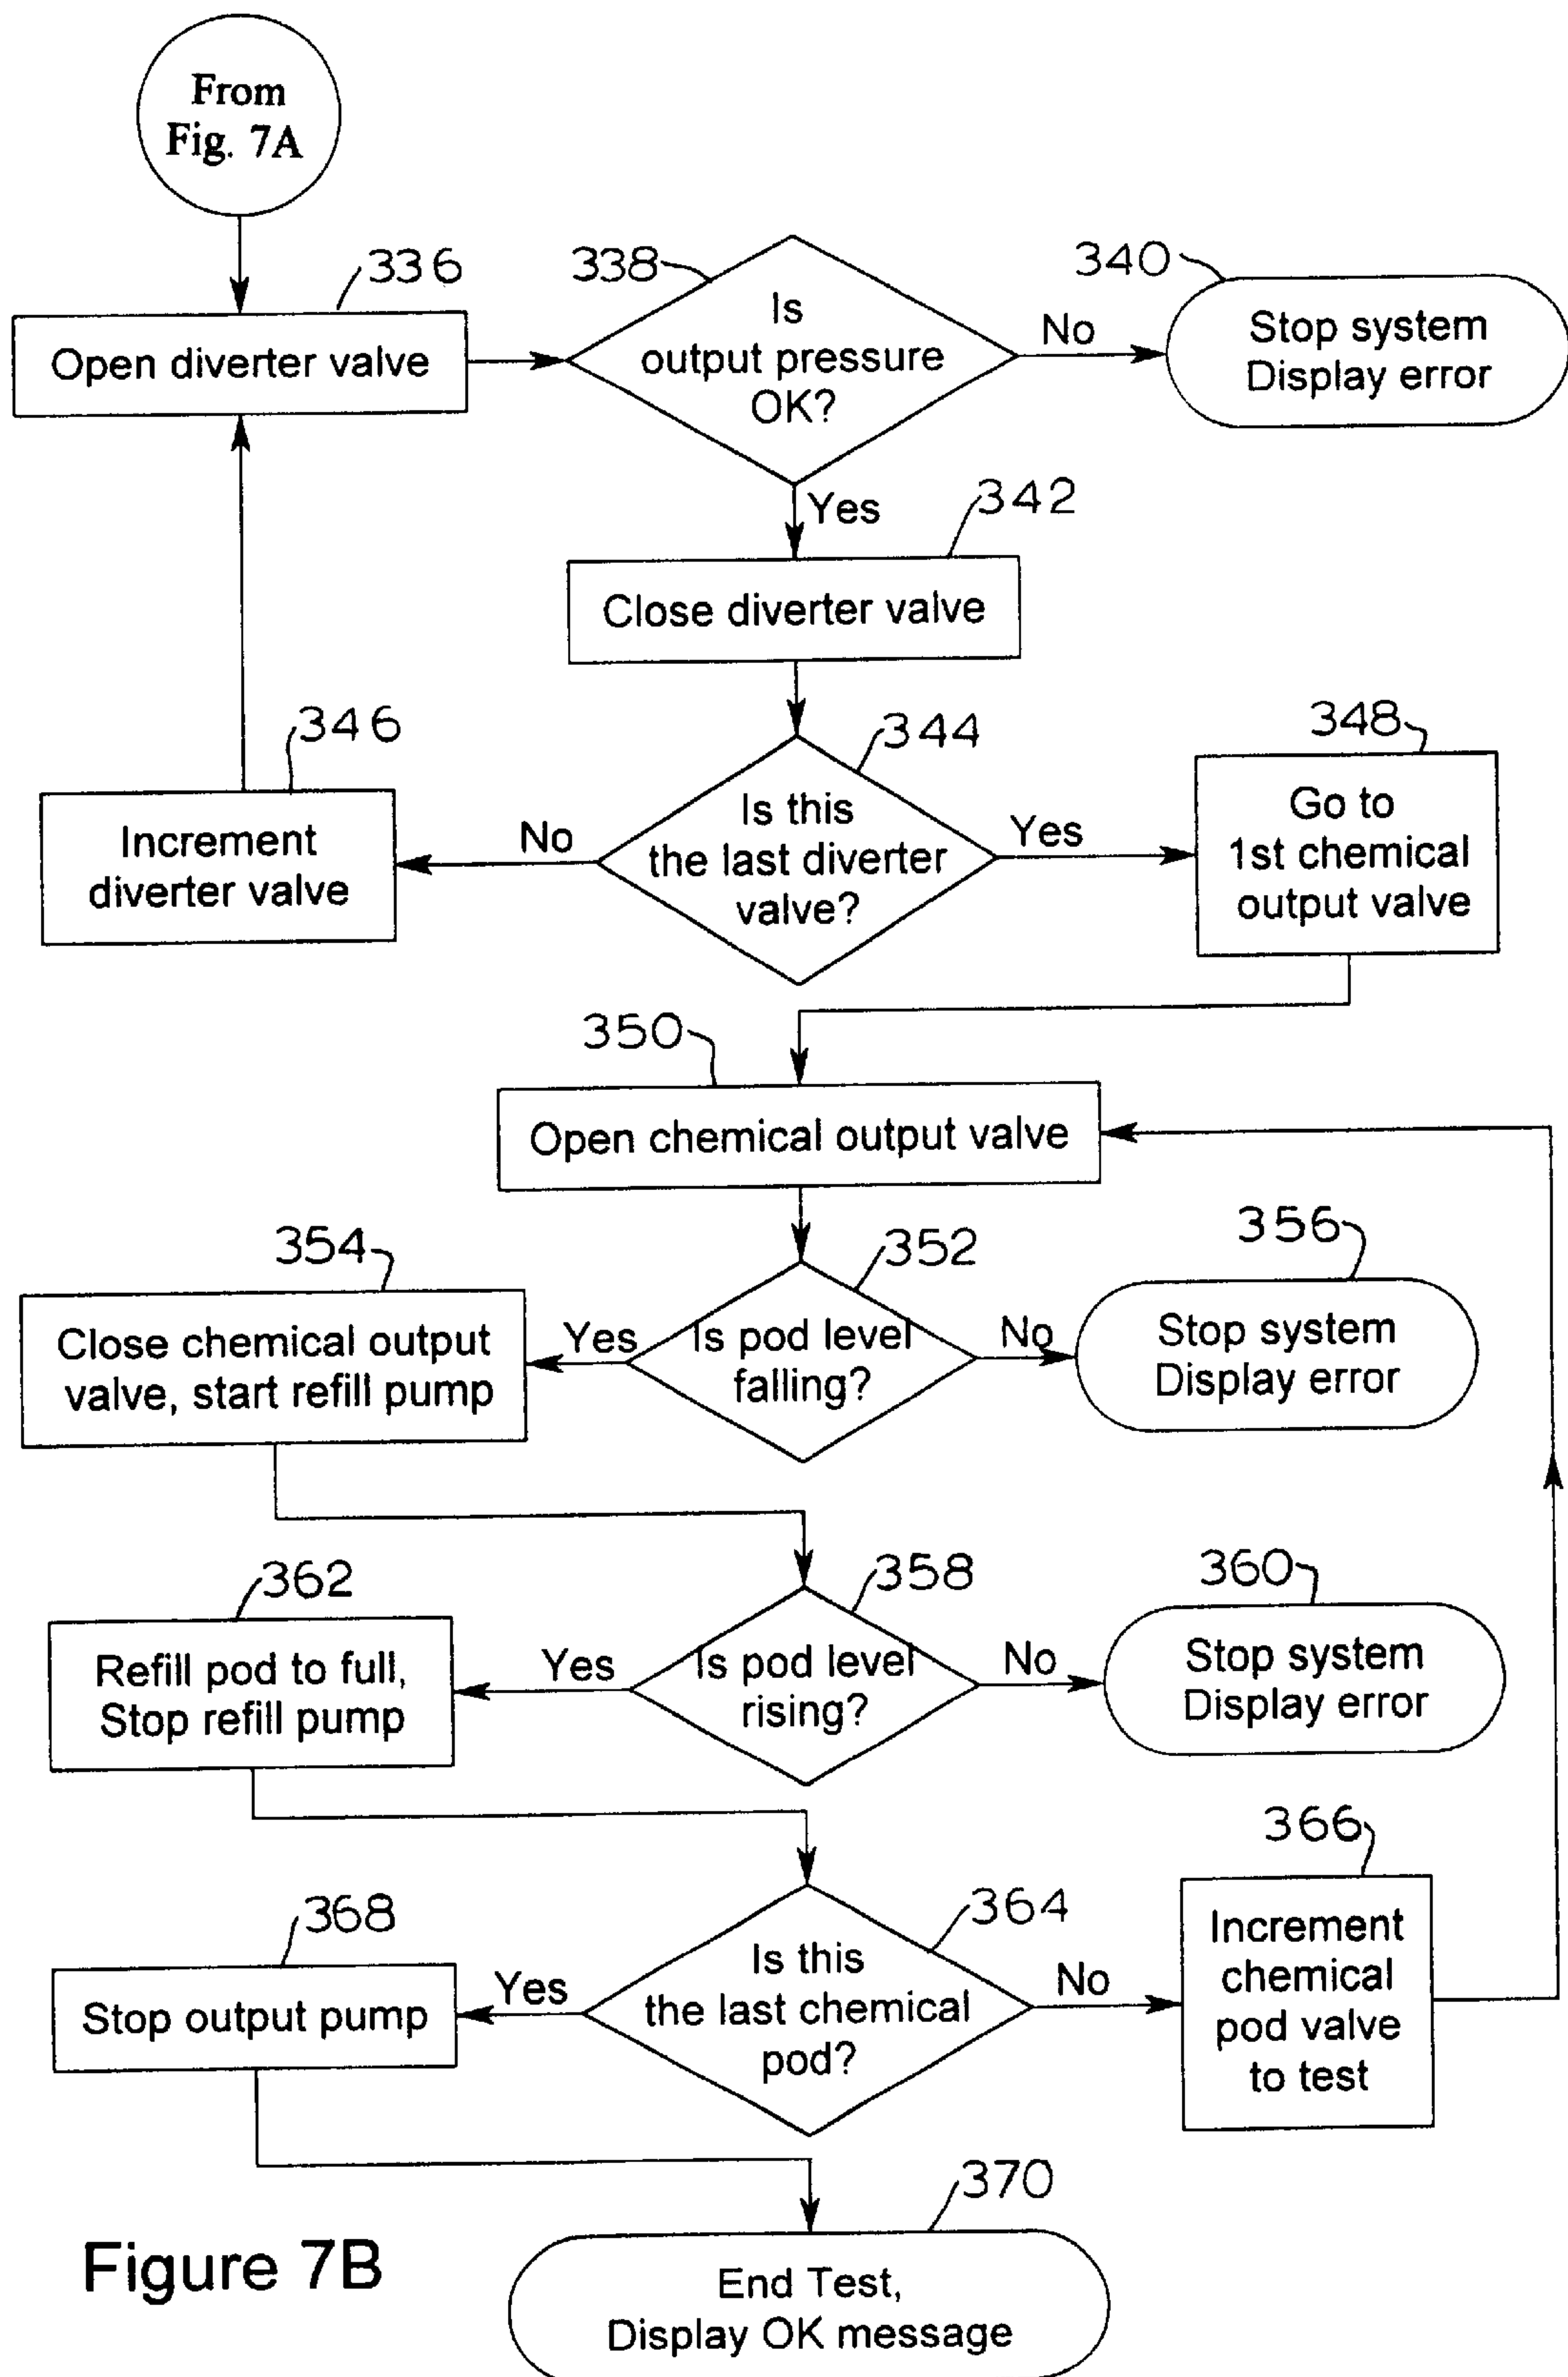 From
Fig. 7A
336
Open diverter valve
338
Is
output pressure
OK?
No
340
Stop system
Display error
Yes
342
Close diverter valve
344
Is this
the last diverter
valve?
No
346
Increment
diverter valve
Yes
348
Go to
1st chemical
output valve
350
Open chemical output valve
352
Is pod level
falling?
Yes
354
Close chemical output
valve, start refill pump
No
356
Stop system
Display error
358
Is pod level
rising?
Yes
362
Refill pod to full,
Stop refill pump
No
360
Stop system
Display error
364
Is this
the last chemical
pod?
Yes
368
Stop output pump
No
366
Increment
chemical
pod valve
to test
370
End Test,
Display OK message
Figure 7B